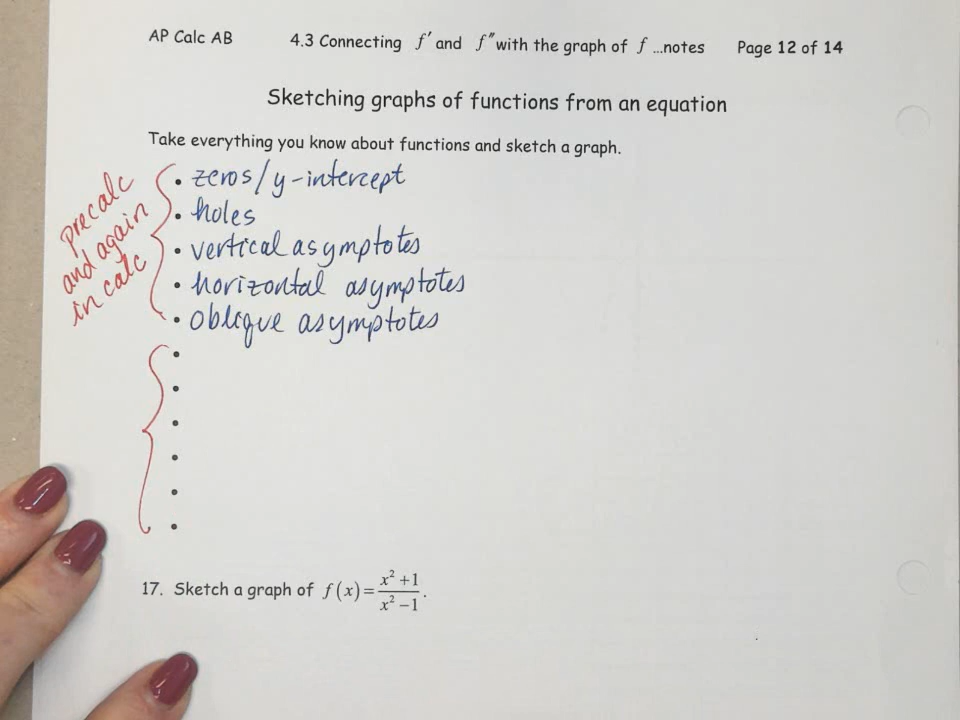 AP Calc AB 4.3 Connecting f′ and f″ with the graph of f ...notes Page 12 of 14
Sketching graphs of functions from an equation
Take everything you know about functions and sketch a graph.
precalc
and again
in calc
• zeros/y-intercept
• holes
• vertical asymptotes
• horizontal asymptotes
• oblique asymptotes
•
•
•
•
•
•
17. Sketch a graph of f(x)=(x²+1)/(x²−1).